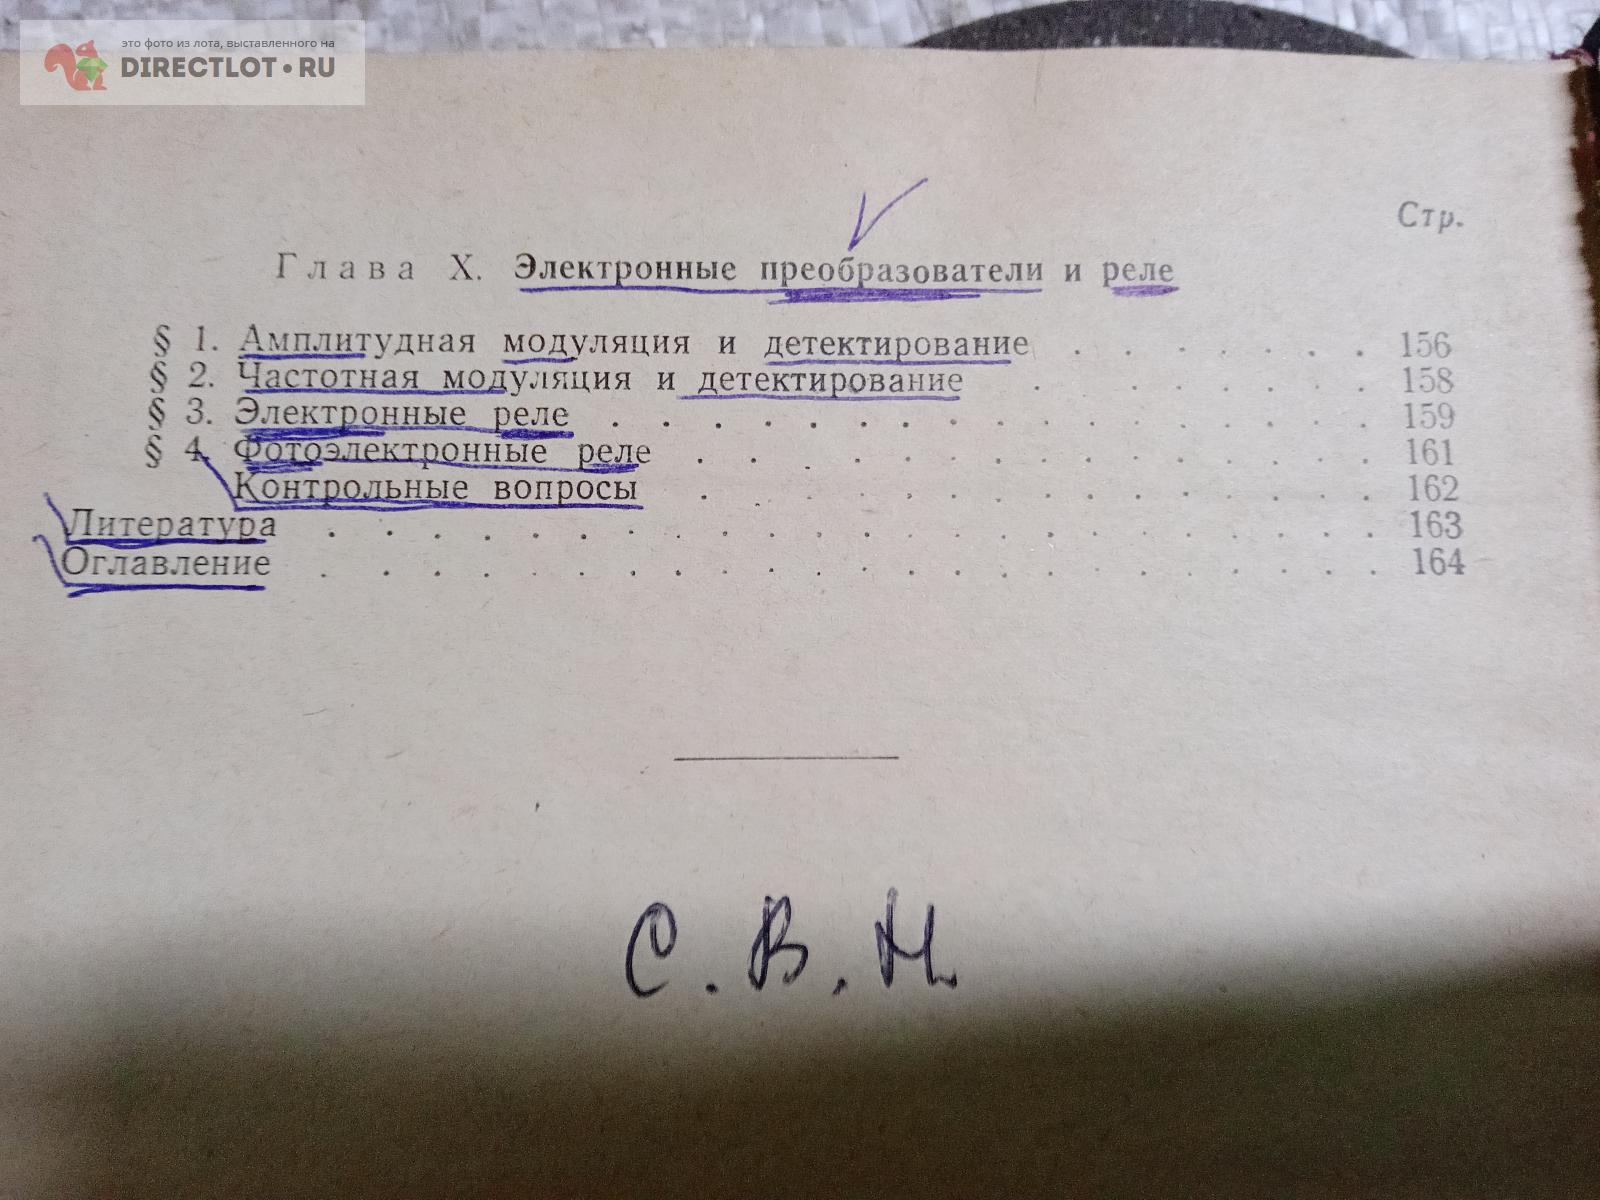 это фото из лота, выставленного на
DIRECTLOT•RU
Стр.
Глава X. Электронные преобразователи и реле
§ 1. Амплитудная модуляция и детектирование . . . . . . . 156
§ 2. Частотная модуляция и детектирование . . . . . . . 158
§ 3. Электронные реле . . . . . . . . . . . . . . . 159
§ 4. Фотоэлектронные реле . . . . . . . . . . . . . 161
Контрольные вопросы . . . . . . . . . . . . . 162
Литература . . . . . . . . . . . . . . . . . . . . 163
Оглавление . . . . . . . . . . . . . . . . . . . . 164
С. В. Н.